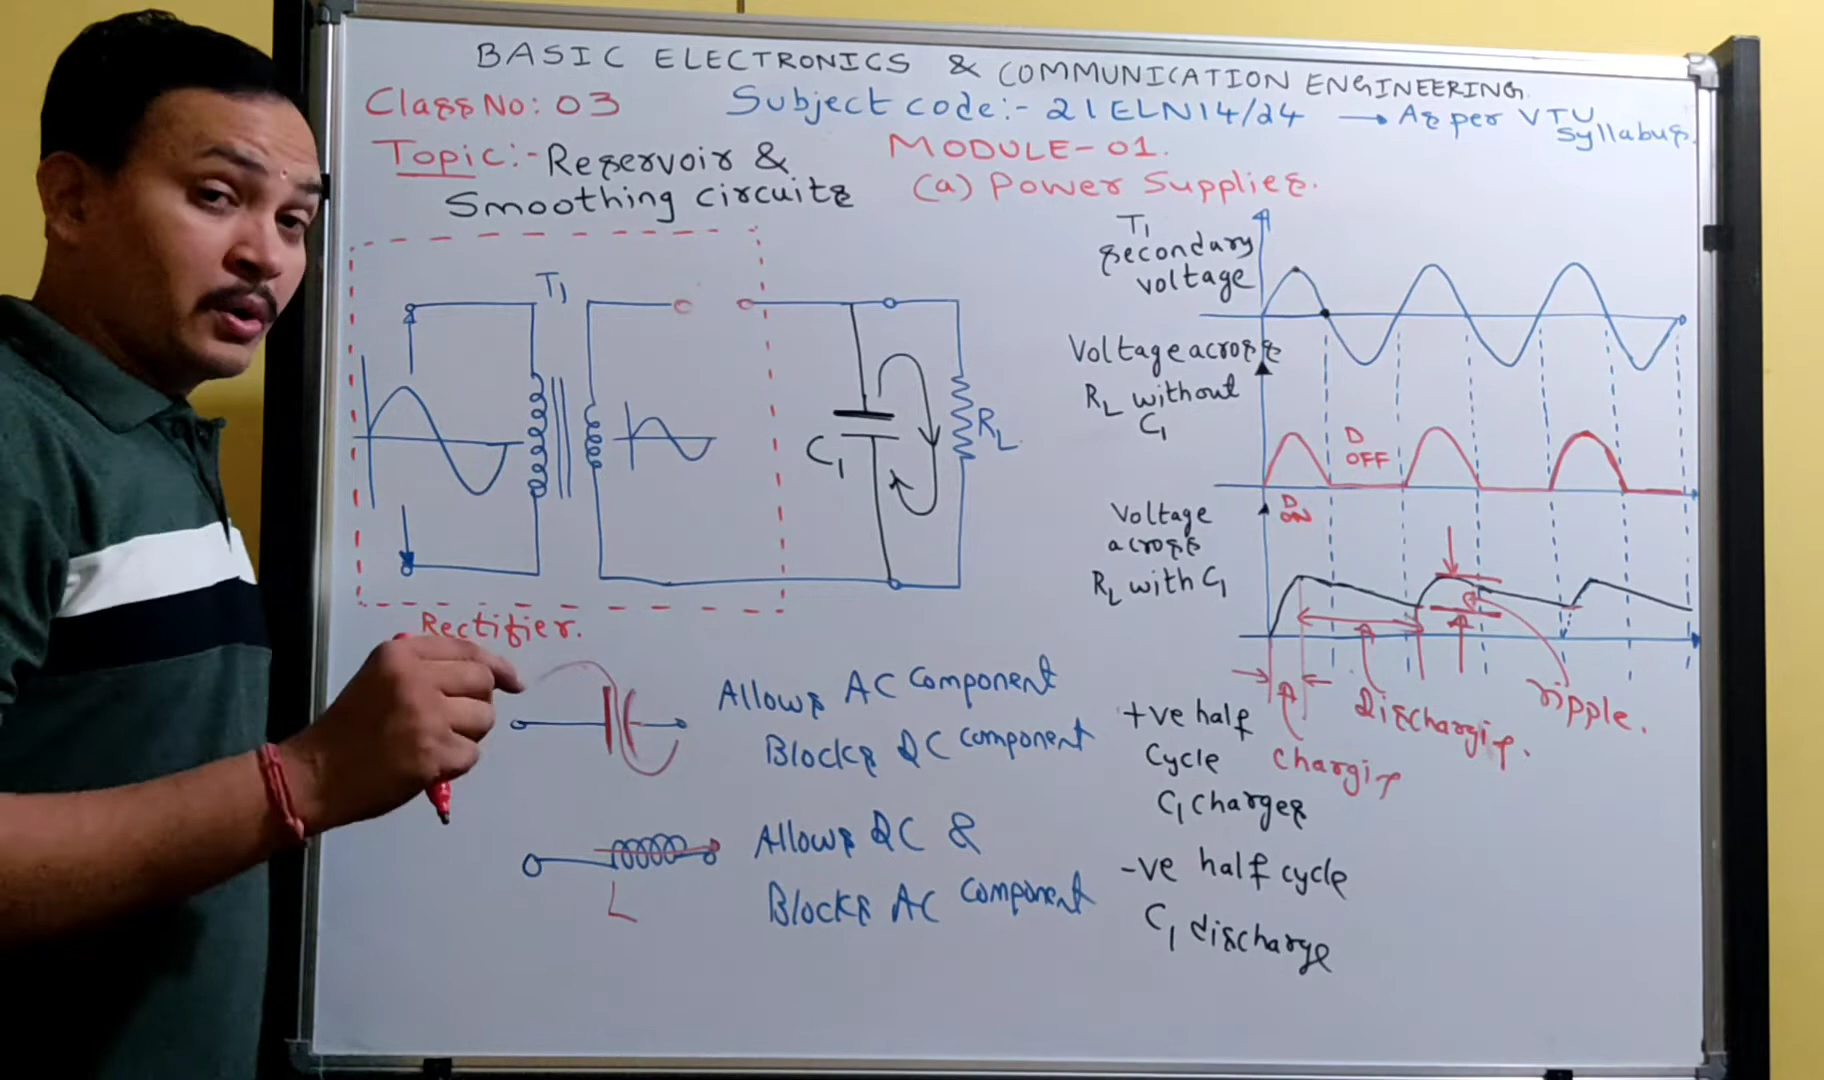 BASIC ELECTRONICS & COMMUNICATION ENGINEERING
Class No: 03
Subject code:- 21ELN14/24 → As per VTU Syllabus.
Topic:- Reservoir &
Smoothing circuits
MODULE-01.
(a) Power Supplies.
T1
C1
RL
Rectifier.
T1
secondary
voltage
Voltage across
RL without
C1
D
OFF
D
ON
Voltage
across
RL with C1
ripple.
discharging.
charging
Allows AC component
Blocks DC component
L
Allows DC &
Blocks AC component
+ve half
cycle
C1 charges
-ve half cycle
C1 discharge